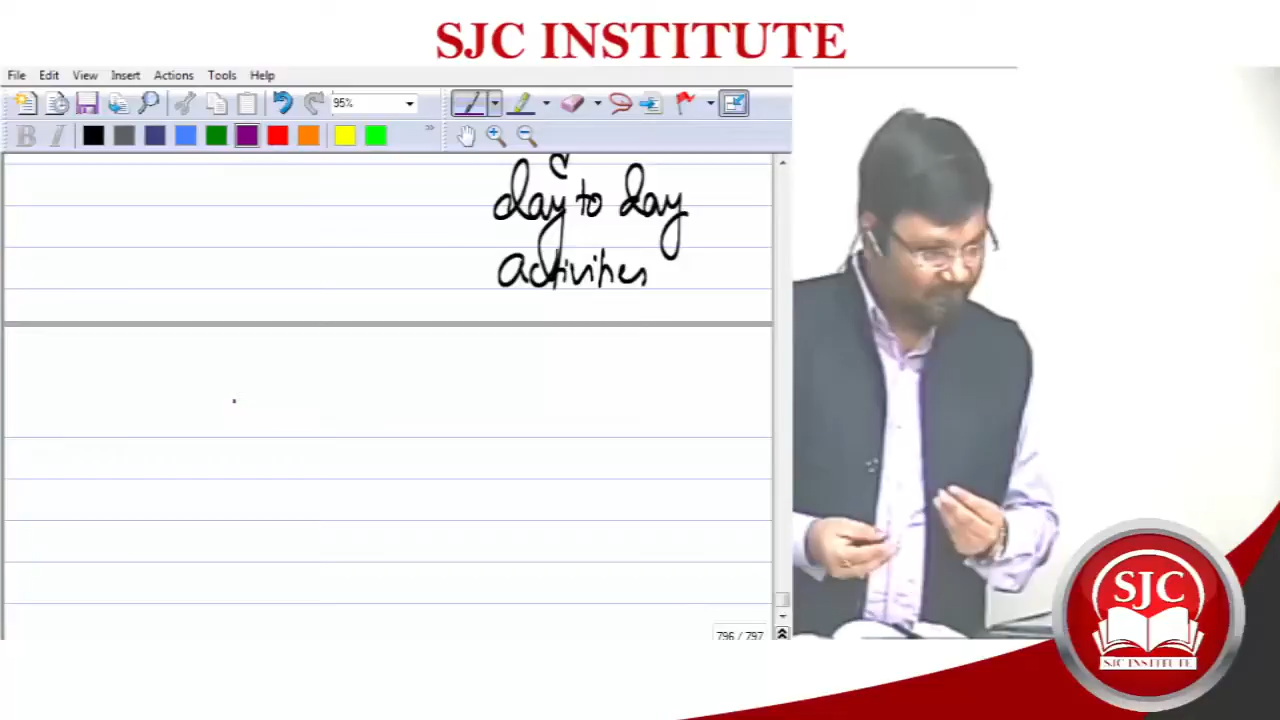 SJC INSTITUTE
File Edit View Insert Actions Tools Help
95%
B I
day to day
activities
796 / 797
SJC
SJC INSTITUTE